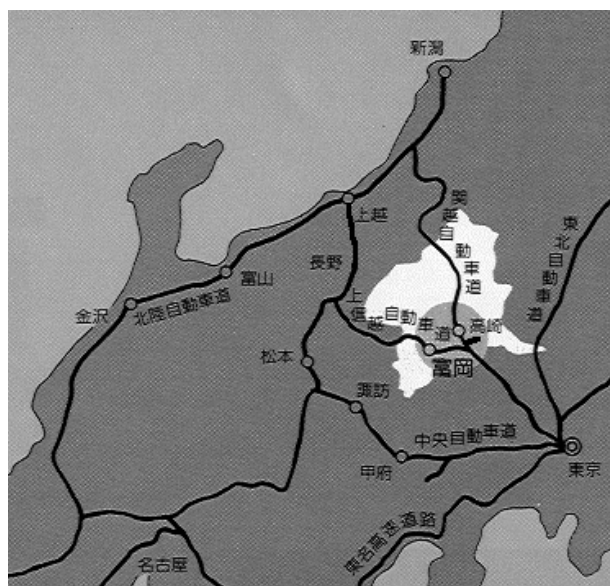 新潟
関越自動車道
東北自動車道
上越
長野
富山
上信越自動車道
高崎
金沢
北陸自動車道
松本
富岡
諏訪
中央自動車道
甲府
東京
東名高速道路
名古屋